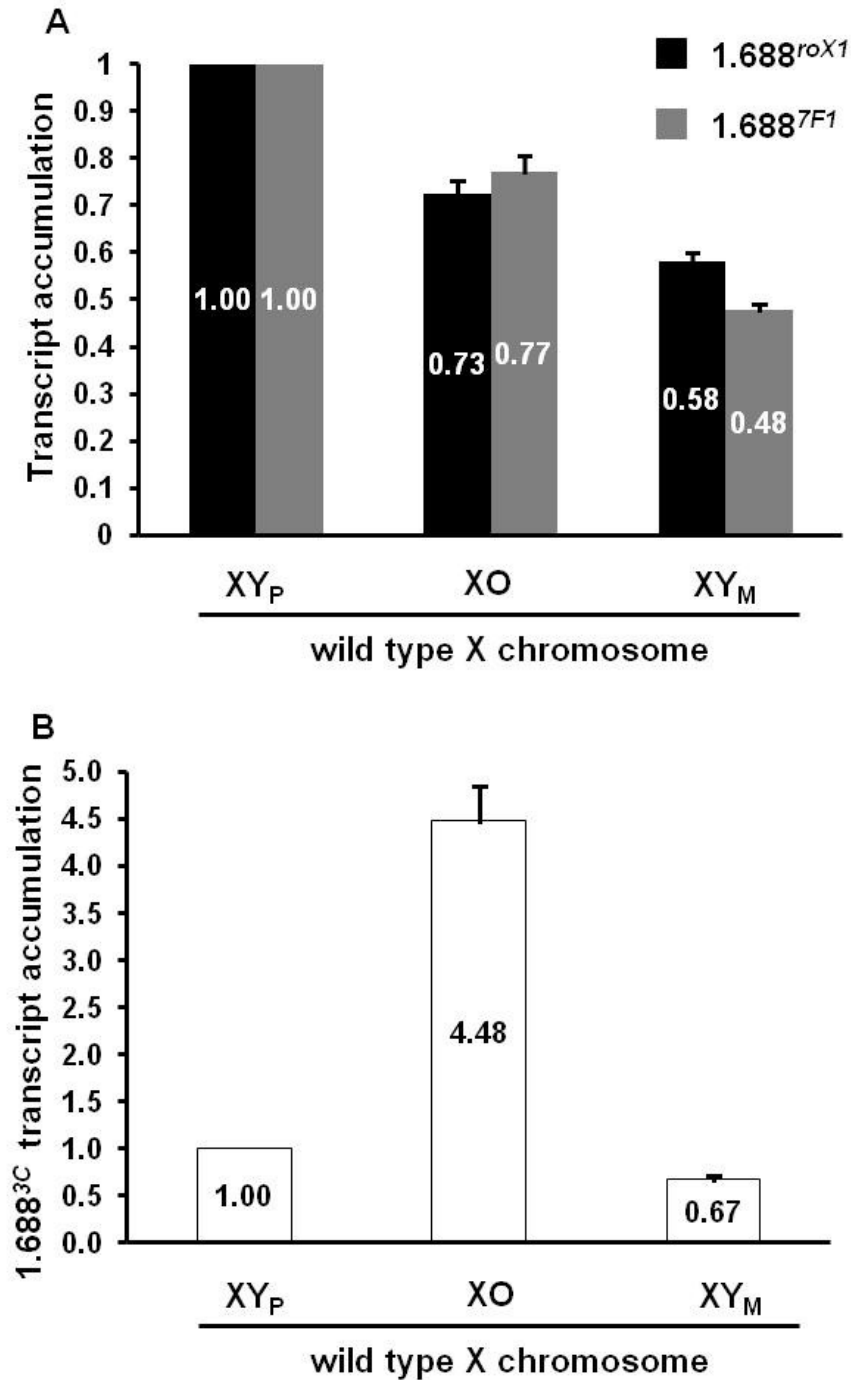 A
1.688roX1
1.6887F1
Transcript accumulation
1
0.9
0.8
0.7
0.6
0.5
0.4
0.3
0.2
0.1
0
1.00 1.00
0.73 0.77
0.58 0.48
XYP XO XYM
wild type X chromosome
B
1.6883C transcript accumulation
5.0
4.5
4.0
3.5
3.0
2.5
2.0
1.5
1.0
0.5
0.0
1.00
4.48
0.67
XYP XO XYM
wild type X chromosome